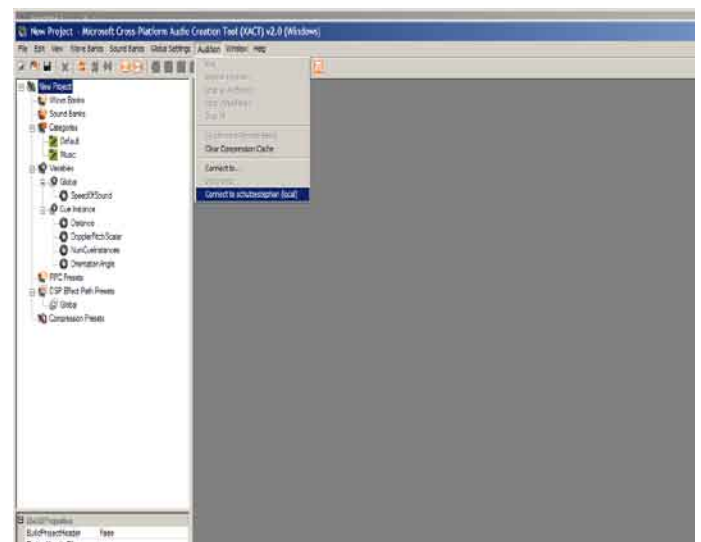 New Project - Microsoft Cross-Platform Audio Creation Tool (XACT) v2.0 (Windows)
File Edit View Wave Banks Sound Banks Global Settings Audition Window Help
New Project
Wave Banks
Sound Banks
Categories
Default
Music
Variables
Global
SpeedOfSound
Cue Instance
Distance
DopplerPitchScalar
NumCueInstances
OrientationAngle
RPC Presets
DSP Effect Path Presets
Global
Compression Presets
Clear Compression Cache
Connect to...
Connect to schutzestephan (local)
BuildProjectHeader False